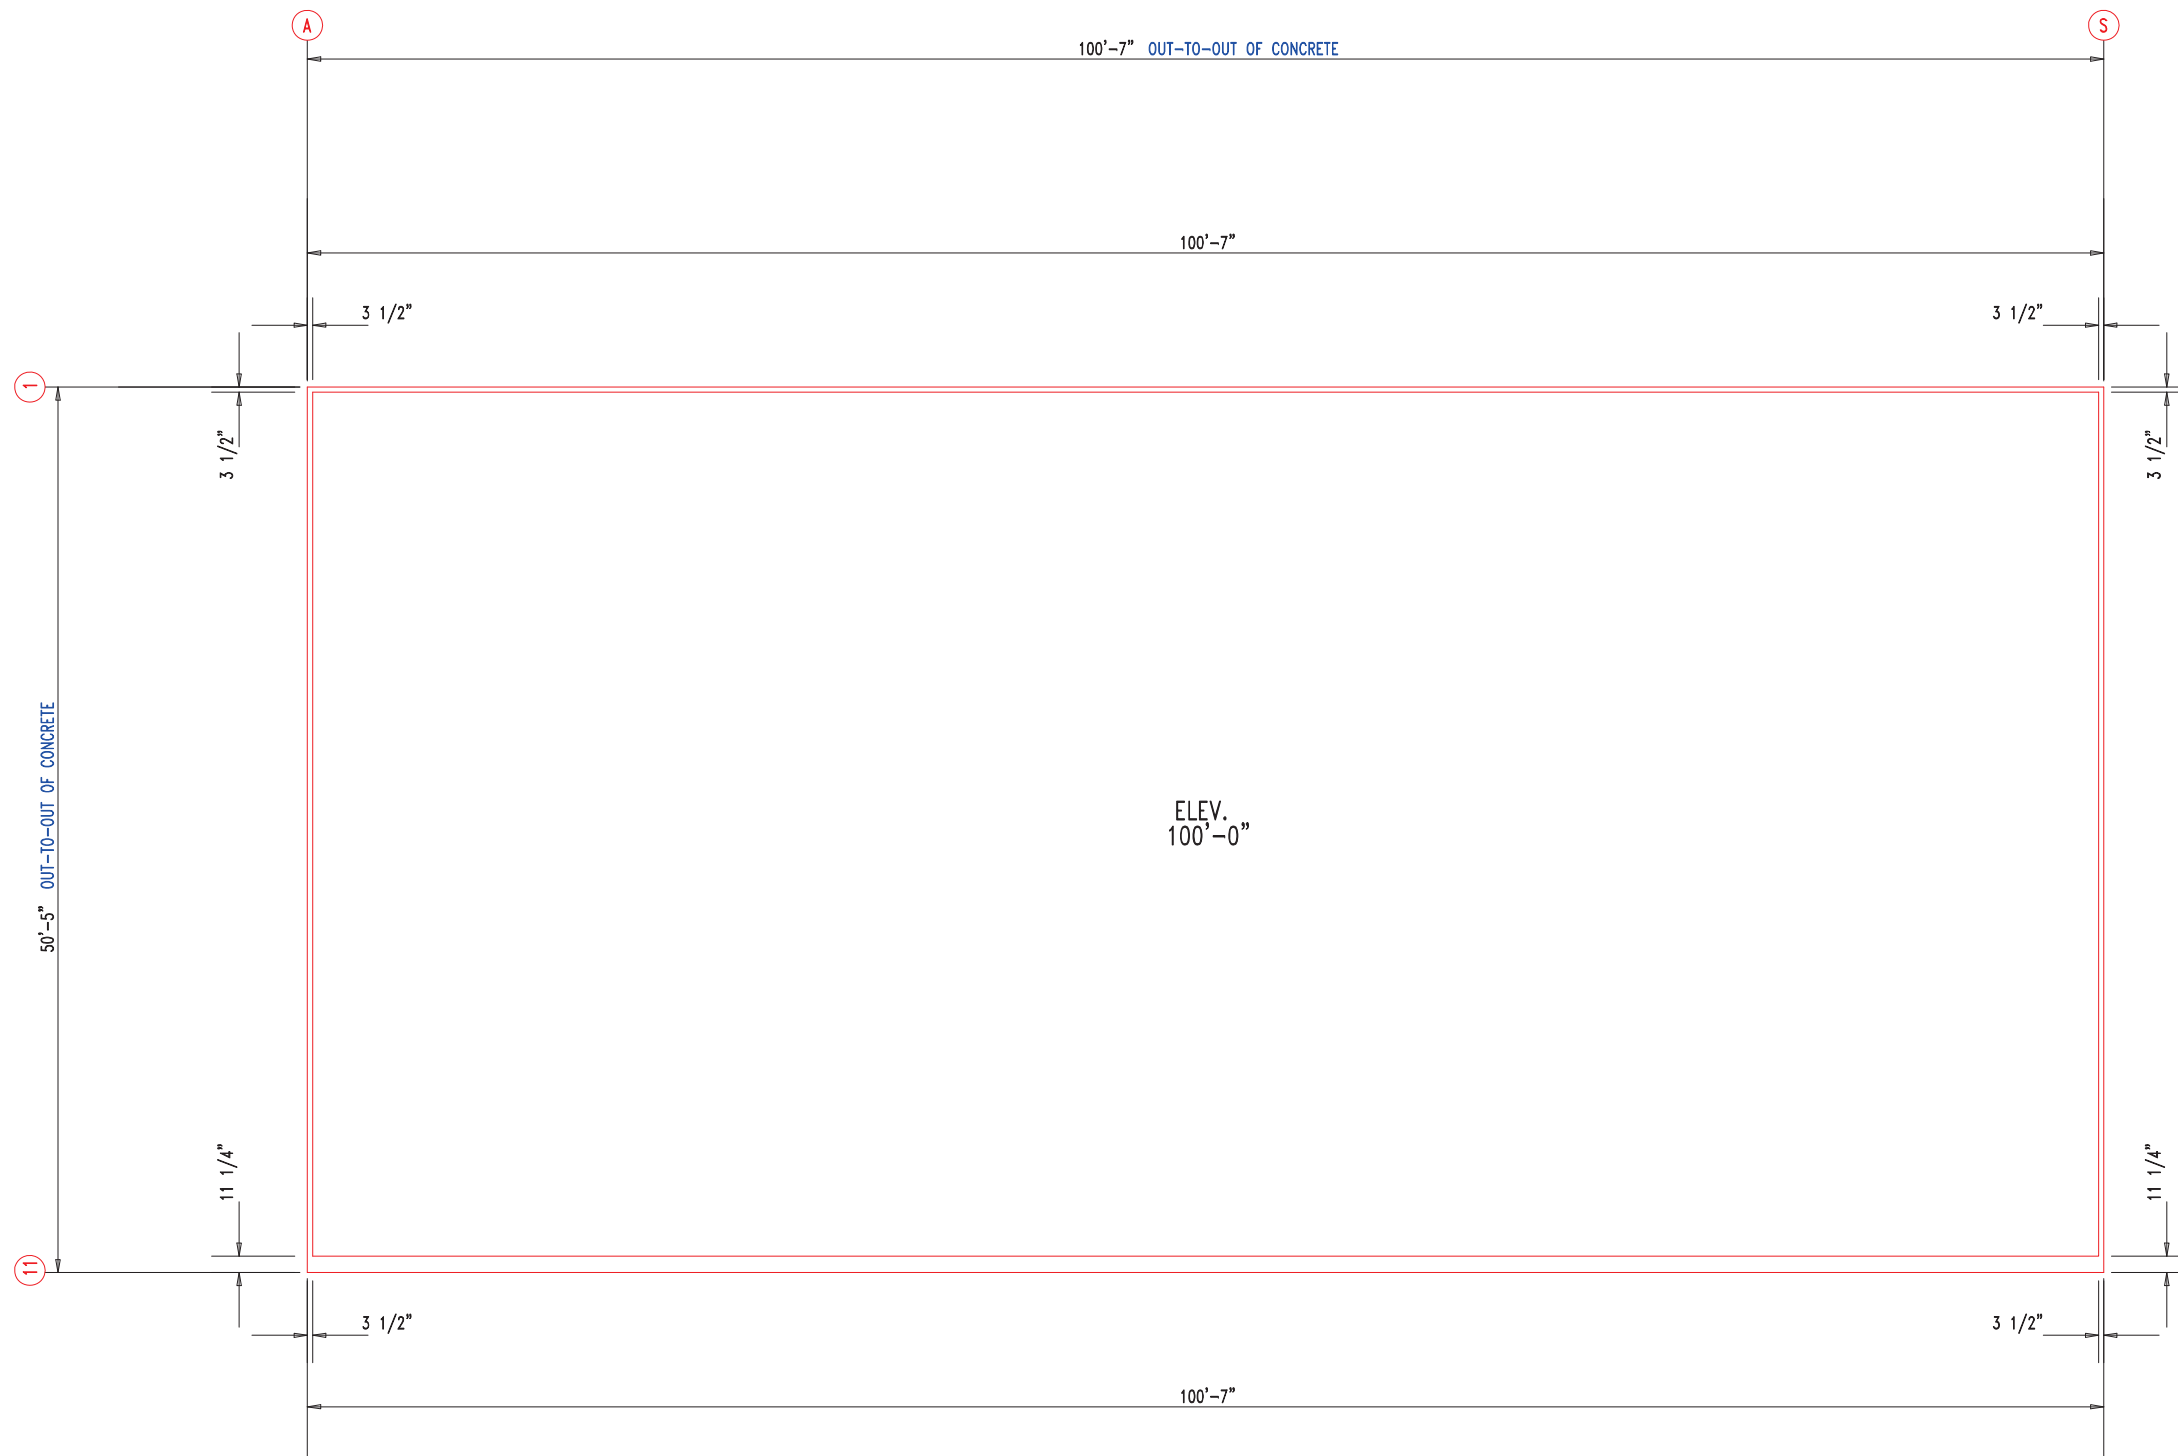 A
S
100'-7" OUT-TO-OUT OF CONCRETE
100'-7"
3 1/2"
3 1/2"
1
3 1/2"
3 1/2"
50'-5" OUT-TO-OUT OF CONCRETE
ELEV.
100'-0"
11 1/4"
11 1/4"
11
3 1/2"
3 1/2"
100'-7"